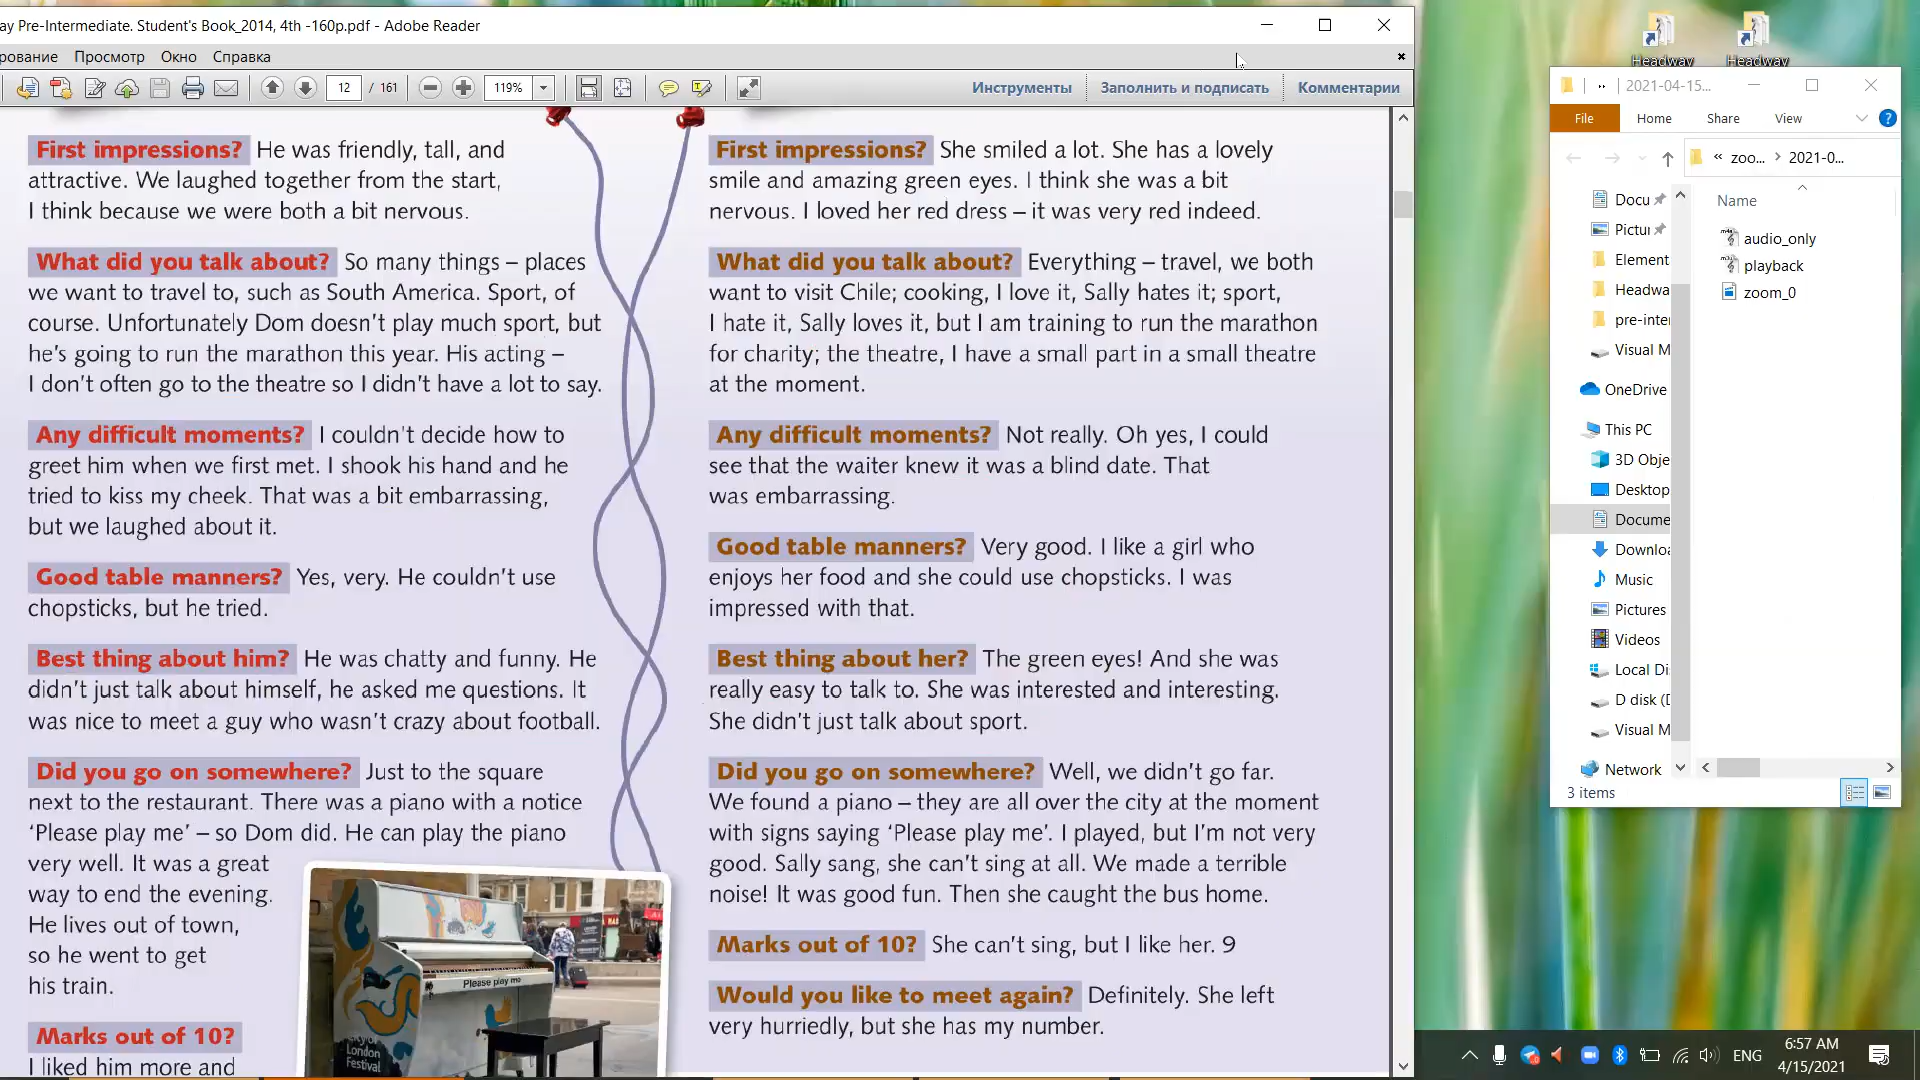 ay Pre-Intermediate. Student's Book_2014, 4th -160p.pdf - Adobe Reader
рование Просмотр Окно Справка
12 / 161 119% Инструменты Заполнить и подписать Комментарии
First impressions? He was friendly, tall, and
attractive. We laughed together from the start,
I think because we were both a bit nervous.
What did you talk about? So many things – places
we want to travel to, such as South America. Sport, of
course. Unfortunately Dom doesn't play much sport, but
he's going to run the marathon this year. His acting –
I don't often go to the theatre so I didn't have a lot to say.
Any difficult moments? I couldn't decide how to
greet him when we first met. I shook his hand and he
tried to kiss my cheek. That was a bit embarrassing,
but we laughed about it.
Good table manners? Yes, very. He couldn't use
chopsticks, but he tried.
Best thing about him? He was chatty and funny. He
didn't just talk about himself, he asked me questions. It
was nice to meet a guy who wasn't crazy about football.
Did you go on somewhere? Just to the square
next to the restaurant. There was a piano with a notice
'Please play me' – so Dom did. He can play the piano
very well. It was a great
way to end the evening.
He lives out of town,
so he went to get
his train.
Marks out of 10?
I liked him more and
Please play me
London
Festival
First impressions? She smiled a lot. She has a lovely
smile and amazing green eyes. I think she was a bit
nervous. I loved her red dress – it was very red indeed.
What did you talk about? Everything – travel, we both
want to visit Chile; cooking, I love it, Sally hates it; sport,
I hate it, Sally loves it, but I am training to run the marathon
for charity; the theatre, I have a small part in a small theatre
at the moment.
Any difficult moments? Not really. Oh yes, I could
see that the waiter knew it was a blind date. That
was embarrassing.
Good table manners? Very good. I like a girl who
enjoys her food and she could use chopsticks. I was
impressed with that.
Best thing about her? The green eyes! And she was
really easy to talk to. She was interested and interesting.
She didn't just talk about sport.
Did you go on somewhere? Well, we didn't go far.
We found a piano – they are all over the city at the moment
with signs saying 'Please play me'. I played, but I'm not very
good. Sally sang, she can't sing at all. We made a terrible
noise! It was good fun. Then she caught the bus home.
Marks out of 10? She can't sing, but I like her. 9
Would you like to meet again? Definitely. She left
very hurriedly, but she has my number.
Headway Headway
2021-04-15...
File Home Share View
« zoo... 2021-0...
Name
audio_only
playback
zoom_0
Docu
Pictur
Element
Headwa
pre-inter
Visual M
OneDrive
This PC
3D Obje
Desktop
Docume
Downloa
Music
Pictures
Videos
Local Di
D disk (D
Visual M
Network
3 items
ENG
6:57 AM
4/15/2021